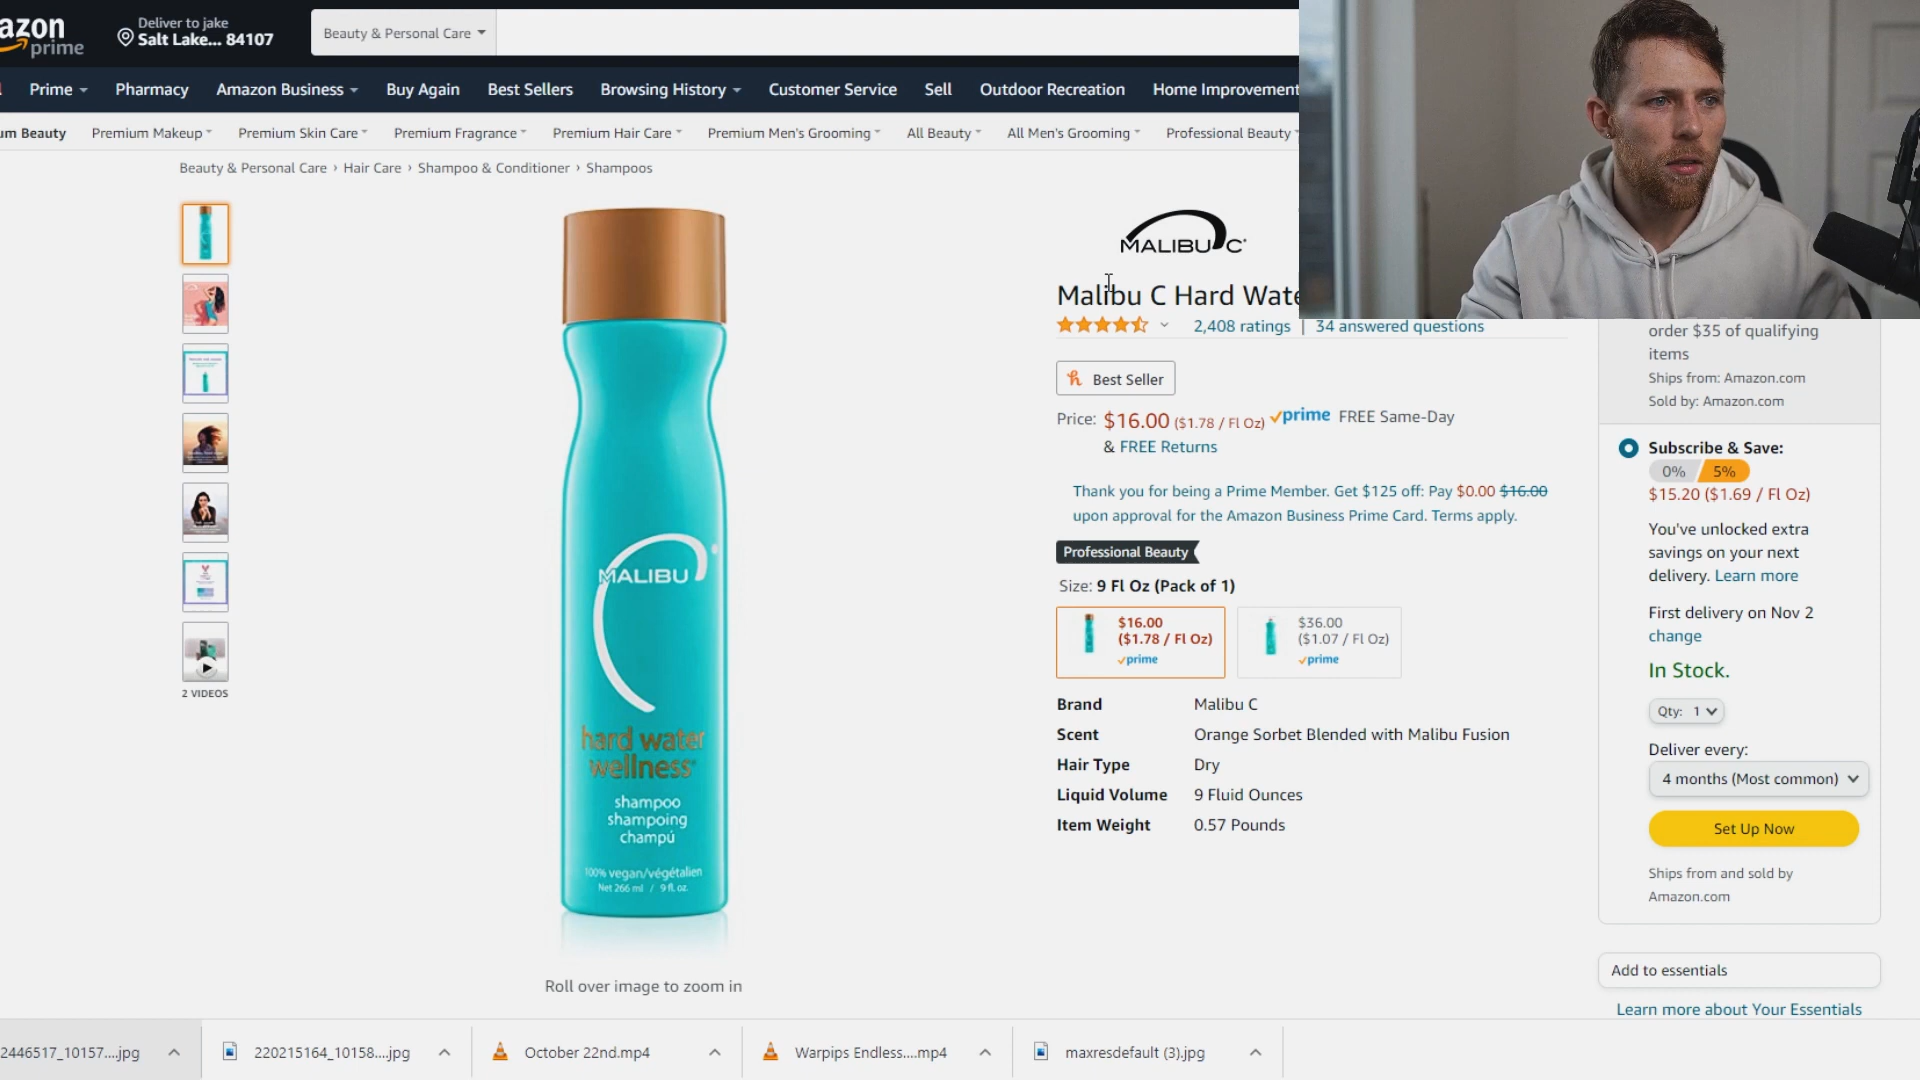 azon
prime
Deliver to jake
Salt Lake... 84107
Beauty & Personal Care
Prime
Pharmacy
Amazon Business
Buy Again
Best Sellers
Browsing History
Customer Service
Sell
Outdoor Recreation
Home Improvement
um Beauty
Premium Makeup
Premium Skin Care
Premium Fragrance
Premium Hair Care
Premium Men's Grooming
All Beauty
All Men's Grooming
Professional Beauty
Beauty & Personal Care › Hair Care › Shampoo & Conditioner › Shampoos
2 VIDEOS
MALIBU
hard water
wellness
shampoo
shampoing
champú
100% vegan/végétalien
Net 266 ml / 9 fl. oz.
Roll over image to zoom in
MALIBU C
Malibu C Hard Wate
2,408 ratings | 34 answered questions
Best Seller
Price: $16.00 ($1.78 / Fl Oz) prime FREE Same-Day
& FREE Returns
Thank you for being a Prime Member. Get $125 off: Pay $0.00 $16.00
upon approval for the Amazon Business Prime Card. Terms apply.
Professional Beauty
Size: 9 Fl Oz (Pack of 1)
$16.00
($1.78 / Fl Oz)
prime
$36.00
($1.07 / Fl Oz)
prime
Brand Malibu C
Scent Orange Sorbet Blended with Malibu Fusion
Hair Type Dry
Liquid Volume 9 Fluid Ounces
Item Weight 0.57 Pounds
order $35 of qualifying
items
Ships from: Amazon.com
Sold by: Amazon.com
Subscribe & Save:
0% 5%
$15.20 ($1.69 / Fl Oz)
You've unlocked extra
savings on your next
delivery. Learn more
First delivery on Nov 2
change
In Stock.
Qty: 1
Deliver every:
4 months (Most common)
Set Up Now
Ships from and sold by
Amazon.com
Add to essentials
Learn more about Your Essentials
2446517_10157....jpg
220215164_10158....jpg
October 22nd.mp4
Warpips Endless....mp4
maxresdefault (3).jpg